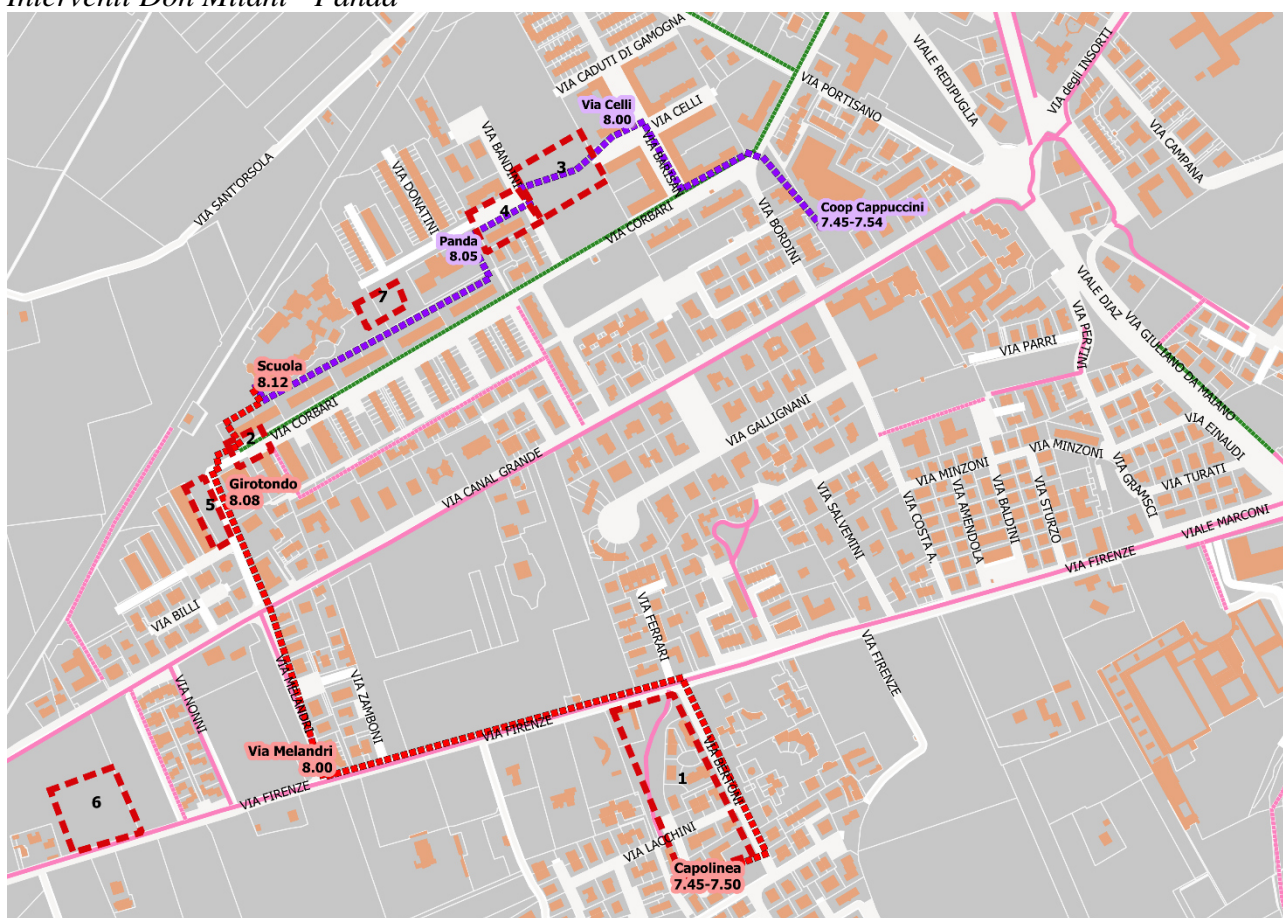 Interventi Don Milani - Panda
VIA CADUTI DI GAMOGNA
VIALE REDIPUGLIA
VIA degli INSORTI
VIA PORTISANO
VIA CAMPANA
Via Celli
8.00
VIA CELLI
VIA BANDINI
VIA SANT'ORSOLA
VIA DONATINI
3
4
Coop Cappuccini
7.45-7.54
VIA CORBARI
VIA BORDINI
Panda
8.05
7
VIALE DIAZ
VIA GIULIANO DA MAIANO
VIA PERTINI
VIA PARRI
Scuola
8.12
VIA CORBARI
2
VIA GALLIGNANI
VIA EINAUDI
VIA MINZONI
VIA MINZONI
VIA TURATI
VIA GRAMSCI
VIA CANAL GRANDE
Girotondo
8.08
5
VIA SALVEMINI
VIA COSTA A.
VIA AMENDOLA
VIA BALDINI
VIA STURZO
VIALE MARCONI
VIA FIRENZE
VIA BILLI
VIA FERRARI
VIA FIRENZE
VIA NONNI
VIA MELANDRI
VIA ZAMBONI
Via Melandri
8.00
VIA FIRENZE
VIA FIRENZE
VIA BERTONI
1
6
VIA LACCHINI
Capolinea
7.45-7.50